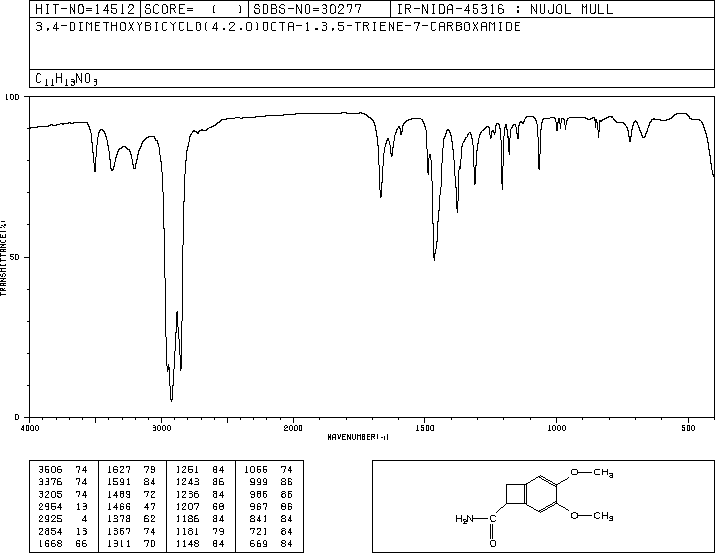 HIT-NO=14512 SCORE= ( ) SDBS-NO=30277 IR-NIDA-45316 : NUJOL MULL
3,4-DIMETHOXYBICYCLO(4.2.0)OCTA-1,3,5-TRIENE-7-CARBOXAMIDE
C11H13NO3
100
50
0
TRANSMITTANCE(%)
4000 3000 2000 1500 1000 500
WAVENUMBER(-1)
3506 74 1627 79 1251 84 1066 74
3376 74 1591 84 1243 86 999 86
3205 74 1489 72 1236 84 986 86
2954 13 1466 47 1207 68 967 86
2925 4 1378 62 1186 84 841 84
2854 13 1367 74 1181 79 721 84
1668 66 1311 70 1148 84 669 84
O—CH3
O—CH3
H2N
C
O